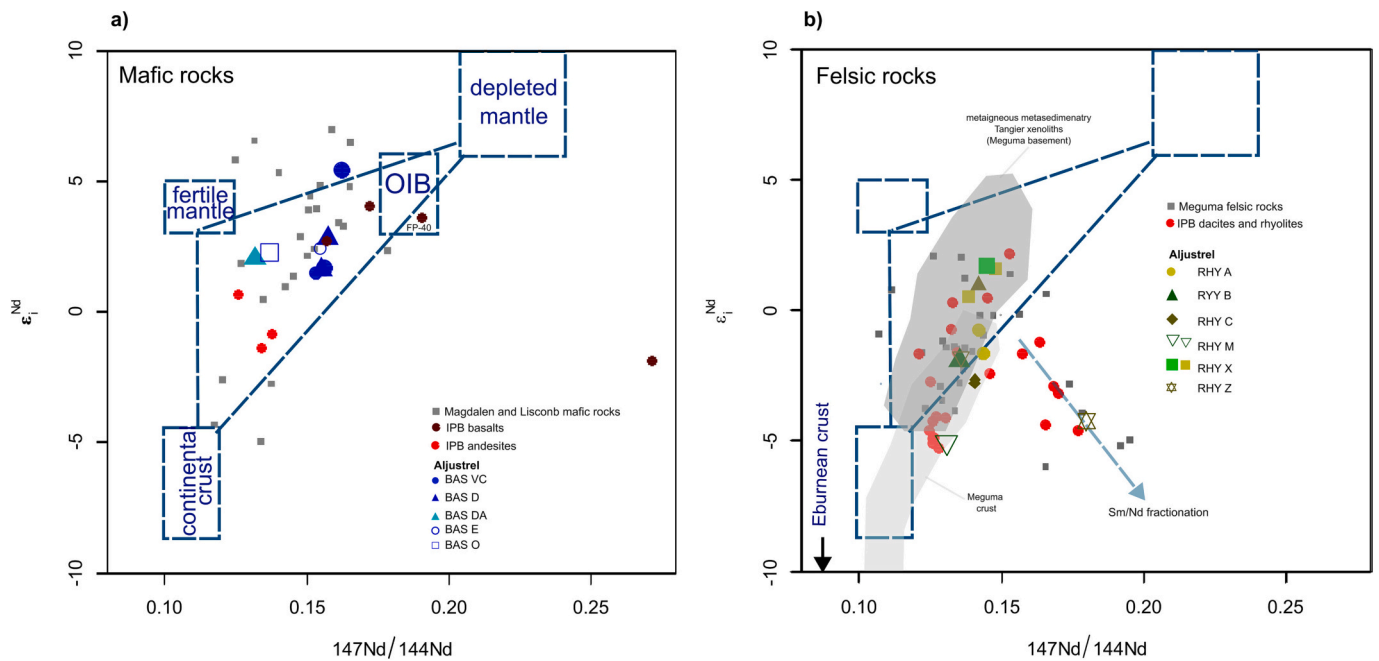 a)
Mafic rocks
depleted
mantle
fertile
mantle
OIB
FP-40
continental
crust
Magdalen and Lisconb mafic rocks
IPB basalts
IPB andesites
Aljustrel
BAS VC
BAS D
BAS DA
BAS E
BAS O
10
5
0
-5
-10
εiNd
0.10
0.15
0.20
0.25
147Nd/144Nd
b)
Felsic rocks
metaigneous metasedimenatry
Tangier xenoliths
(Meguma basement)
Meguma felsic rocks
IPB dacites and rhyolites
Aljustrel
RHY A
RYY B
RHY C
RHY M
RHY X
RHY Z
Meguma
crust
Sm/Nd fractionation
Eburnean crust
10
5
0
-5
-10
εiNd
0.10
0.15
0.20
0.25
147Nd/144Nd